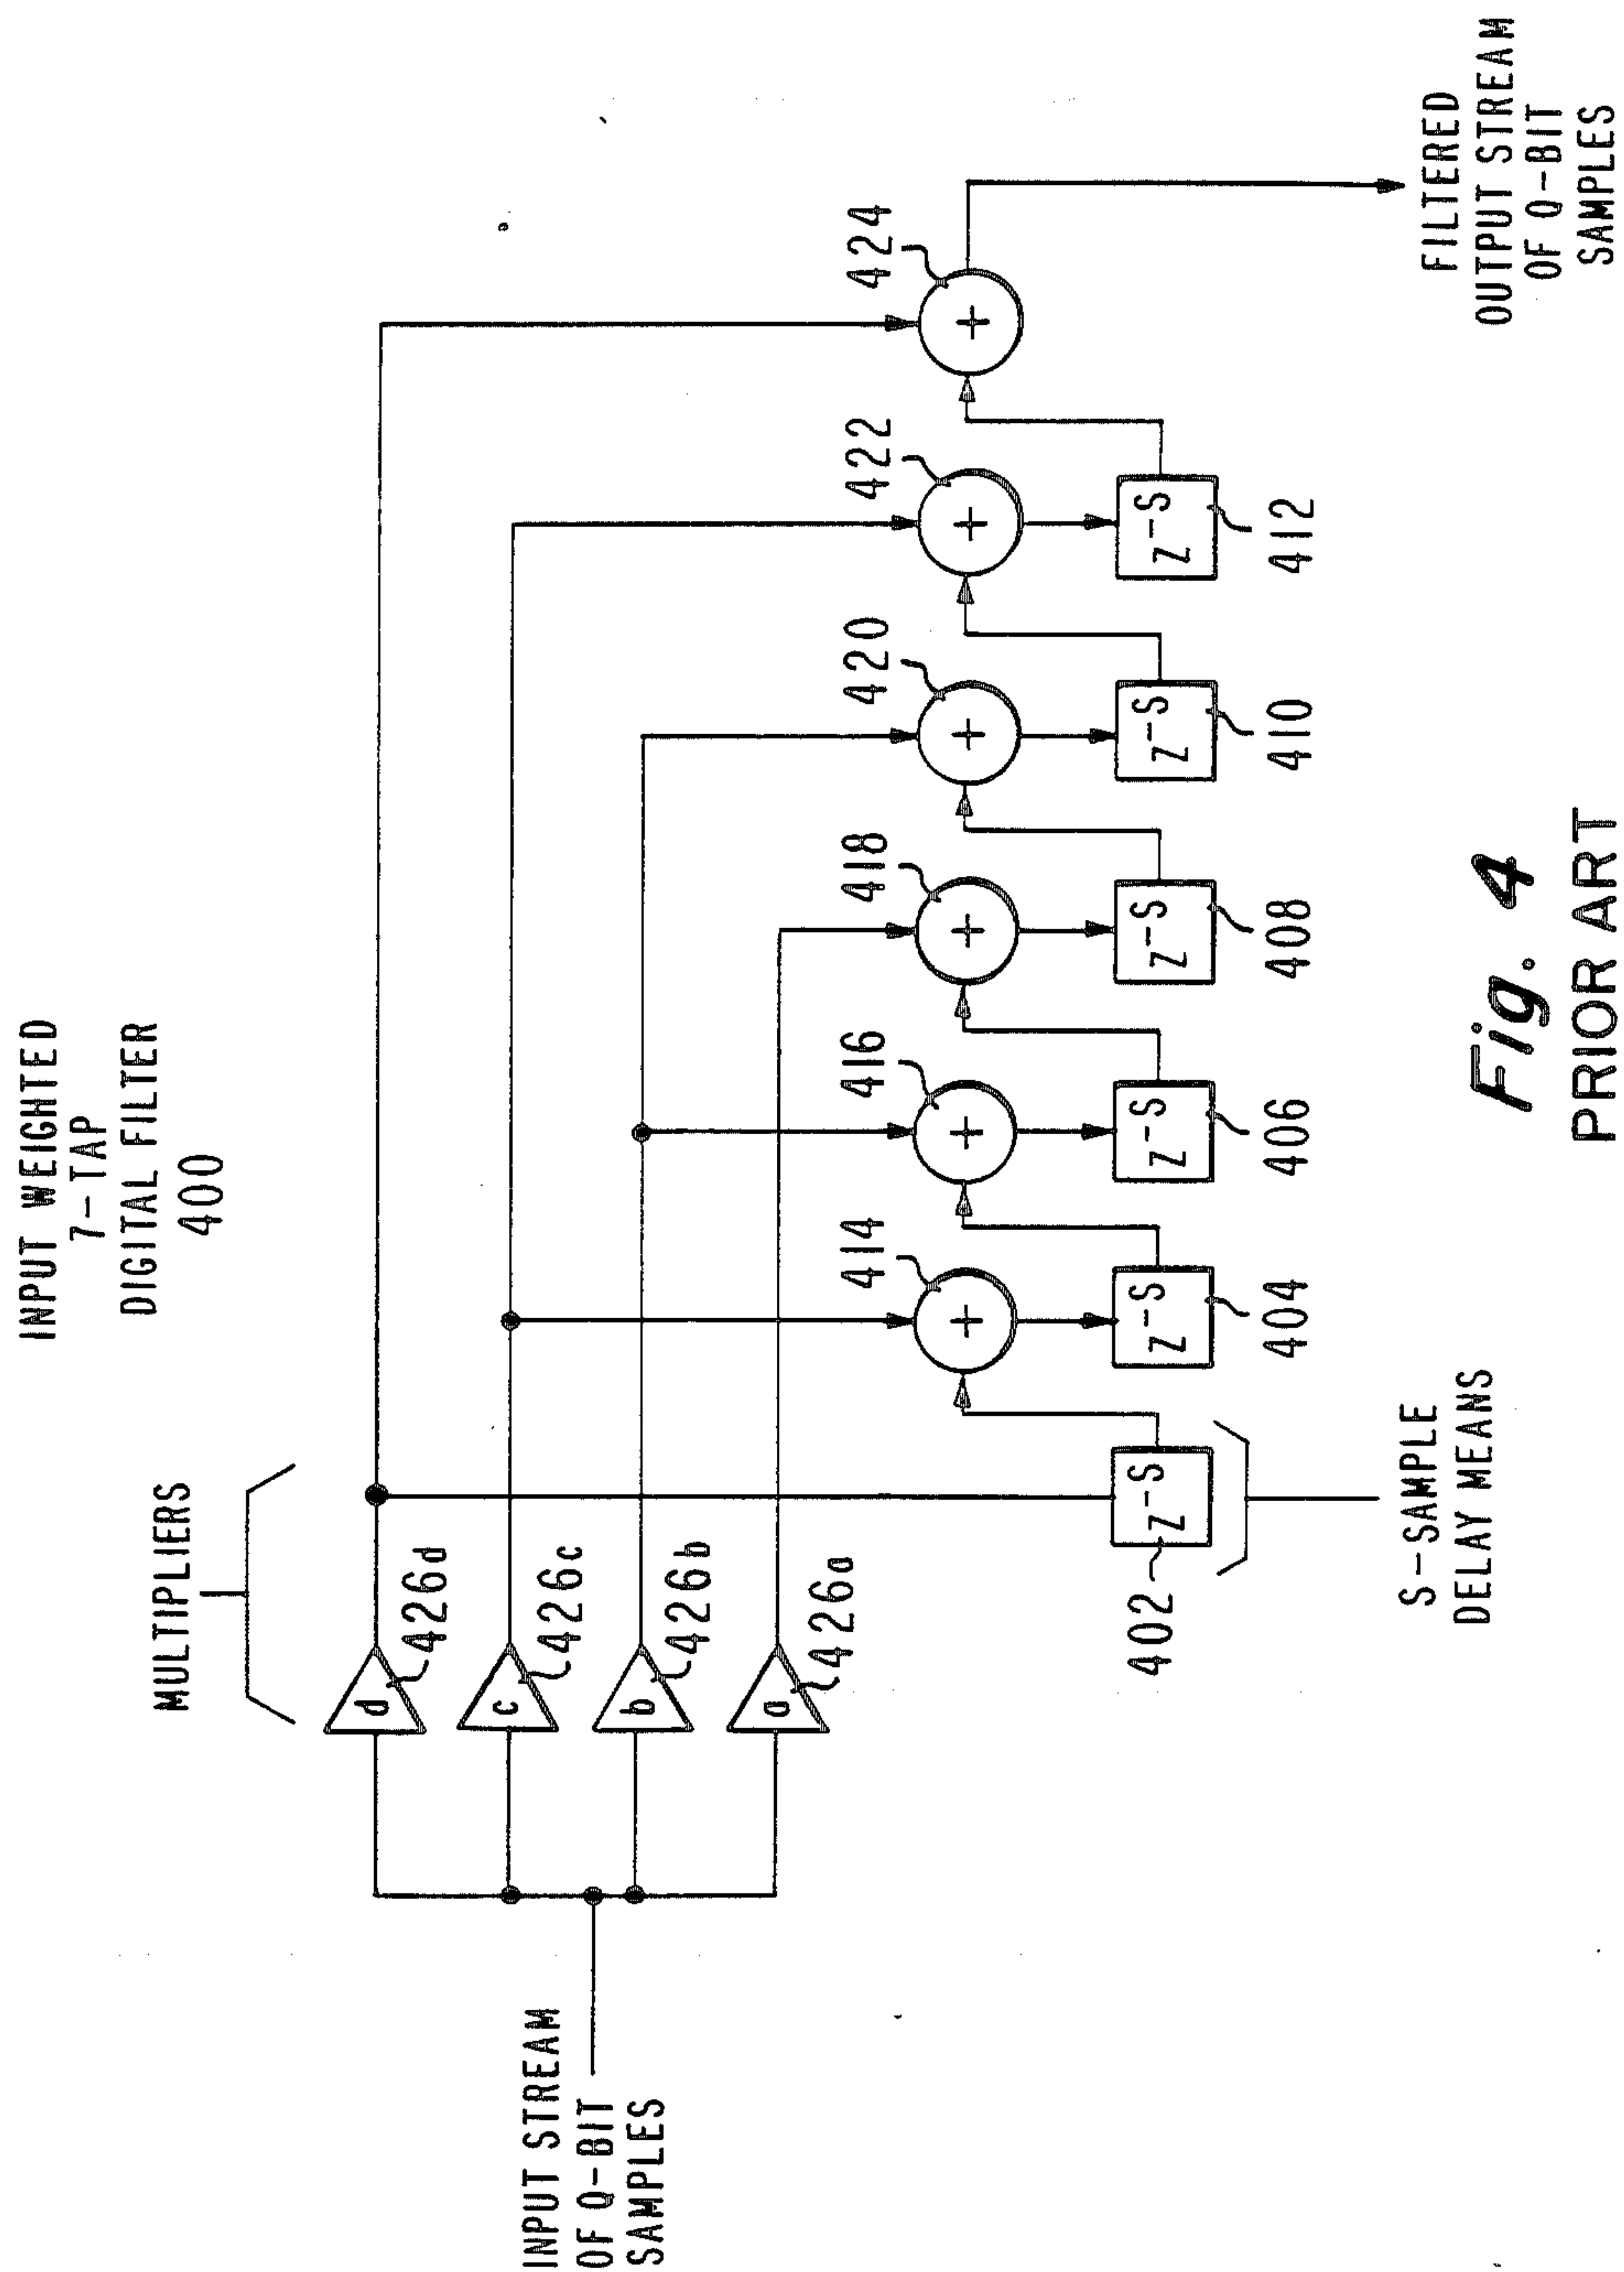 INPUT WEIGHTED
7-TAP
DIGITAL FILTER
400
MULTIPLIERS
d
426d
c
426c
b
426b
a
426a
INPUT STREAM
OF Q-BIT
SAMPLES
414
416
418
420
422
424
+
+
+
+
+
+
Z-S
Z-S
Z-S
Z-S
Z-S
Z-S
402
404
406
408
410
412
S-SAMPLE
DELAY MEANS
FILTERED
OUTPUT STREAM
OF Q-BIT
SAMPLES
Fig. 4
PRIOR ART